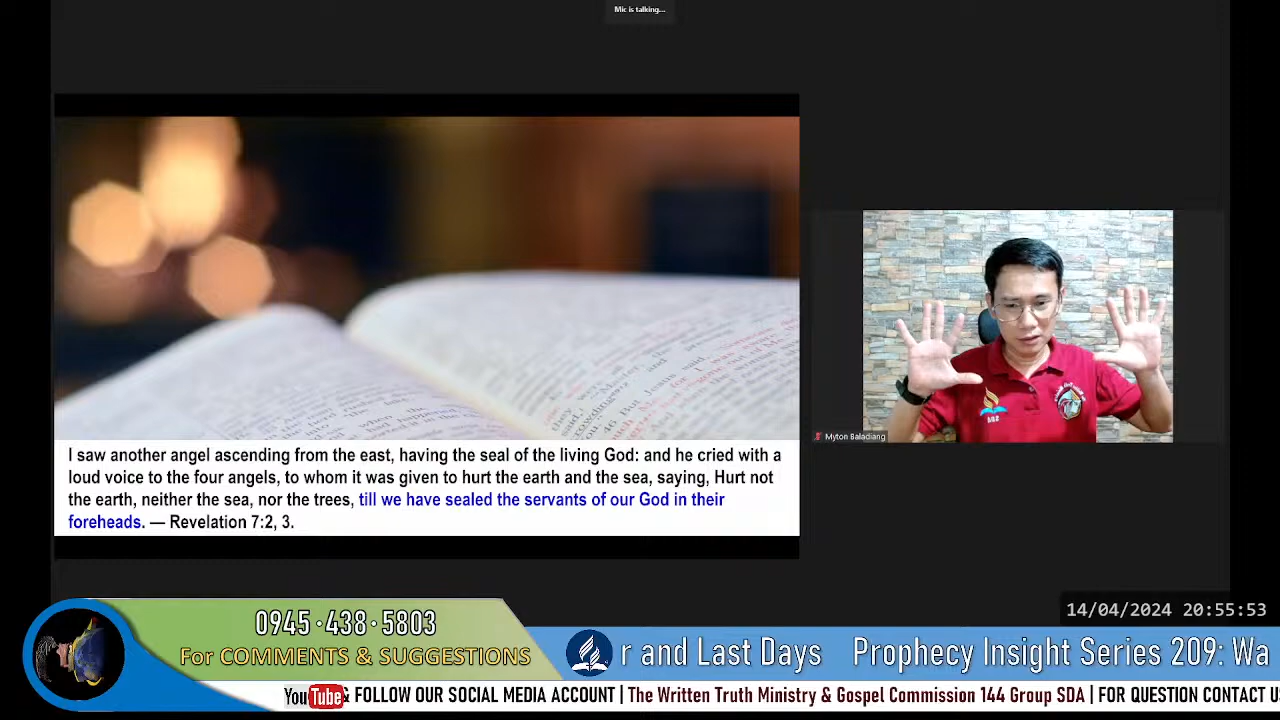 Mic is talking...
I saw another angel ascending from the east, having the seal of the living God: and he cried with a
loud voice to the four angels, to whom it was given to hurt the earth and the sea, saying, Hurt not
the earth, neither the sea, nor the trees, till we have sealed the servants of our God in their
foreheads. — Revelation 7:2, 3.
Myton Baladiang
14/04/2024 20:55:53
0945·438·5803
For COMMENTS & SUGGESTIONS
r and Last Days Prophecy Insight Series 209: Wa
YouTube & FOLLOW OUR SOCIAL MEDIA ACCOUNT | The Written Truth Ministry & Gospel Commission 144 Group SDA | FOR QUESTION CONTACT U